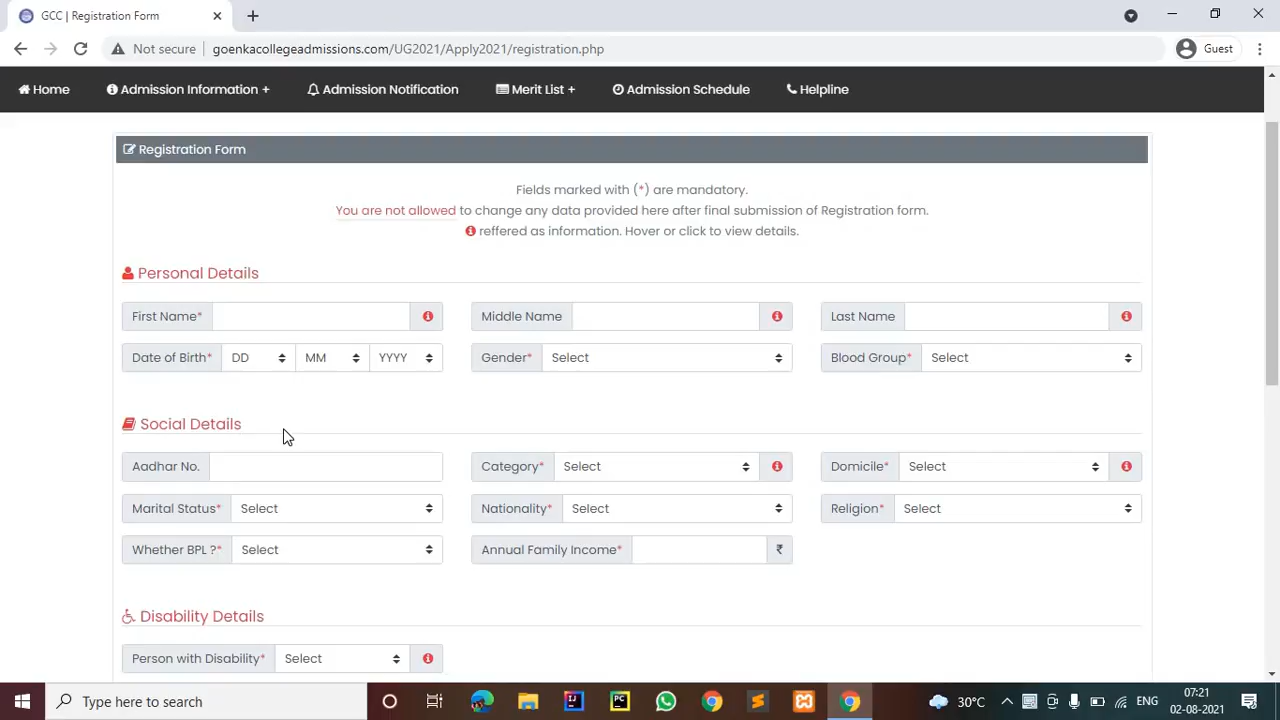 GCC | Registration Form
Not secure
goenkacollegeadmissions.com/UG2021/Apply2021/registration.php
Guest
Home
Admission Information +
Admission Notification
Merit List +
Admission Schedule
Helpline
Registration Form
Fields marked with (*) are mandatory.
You are not allowed to change any data provided here after final submission of Registration form.
reffered as information. Hover or click to view details.
Personal Details
First Name*
Middle Name
Last Name
Date of Birth* DD MM YYYY
Gender* Select
Blood Group* Select
Social Details
Aadhar No.
Category* Select
Domicile* Select
Marital Status* Select
Nationality* Select
Religion* Select
Whether BPL ?* Select
Annual Family Income* ₹
Disability Details
Person with Disability* Select
Type here to search
30°C
ENG
07:21
02-08-2021